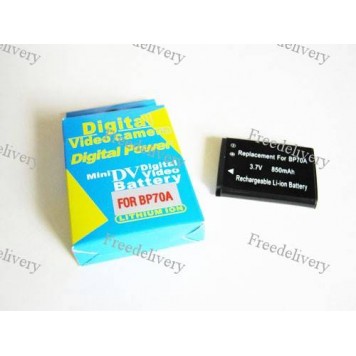 Freedelivery
Freedelivery
Digital
Video camera
Digital Power
Mini DV Digital
Video
Battery
FOR BP70A
LITHIUM ION
Replacement For BP70A
3.7V 850mAh
Rechargeable Li-ion Battery
Freedelivery
Freedelivery